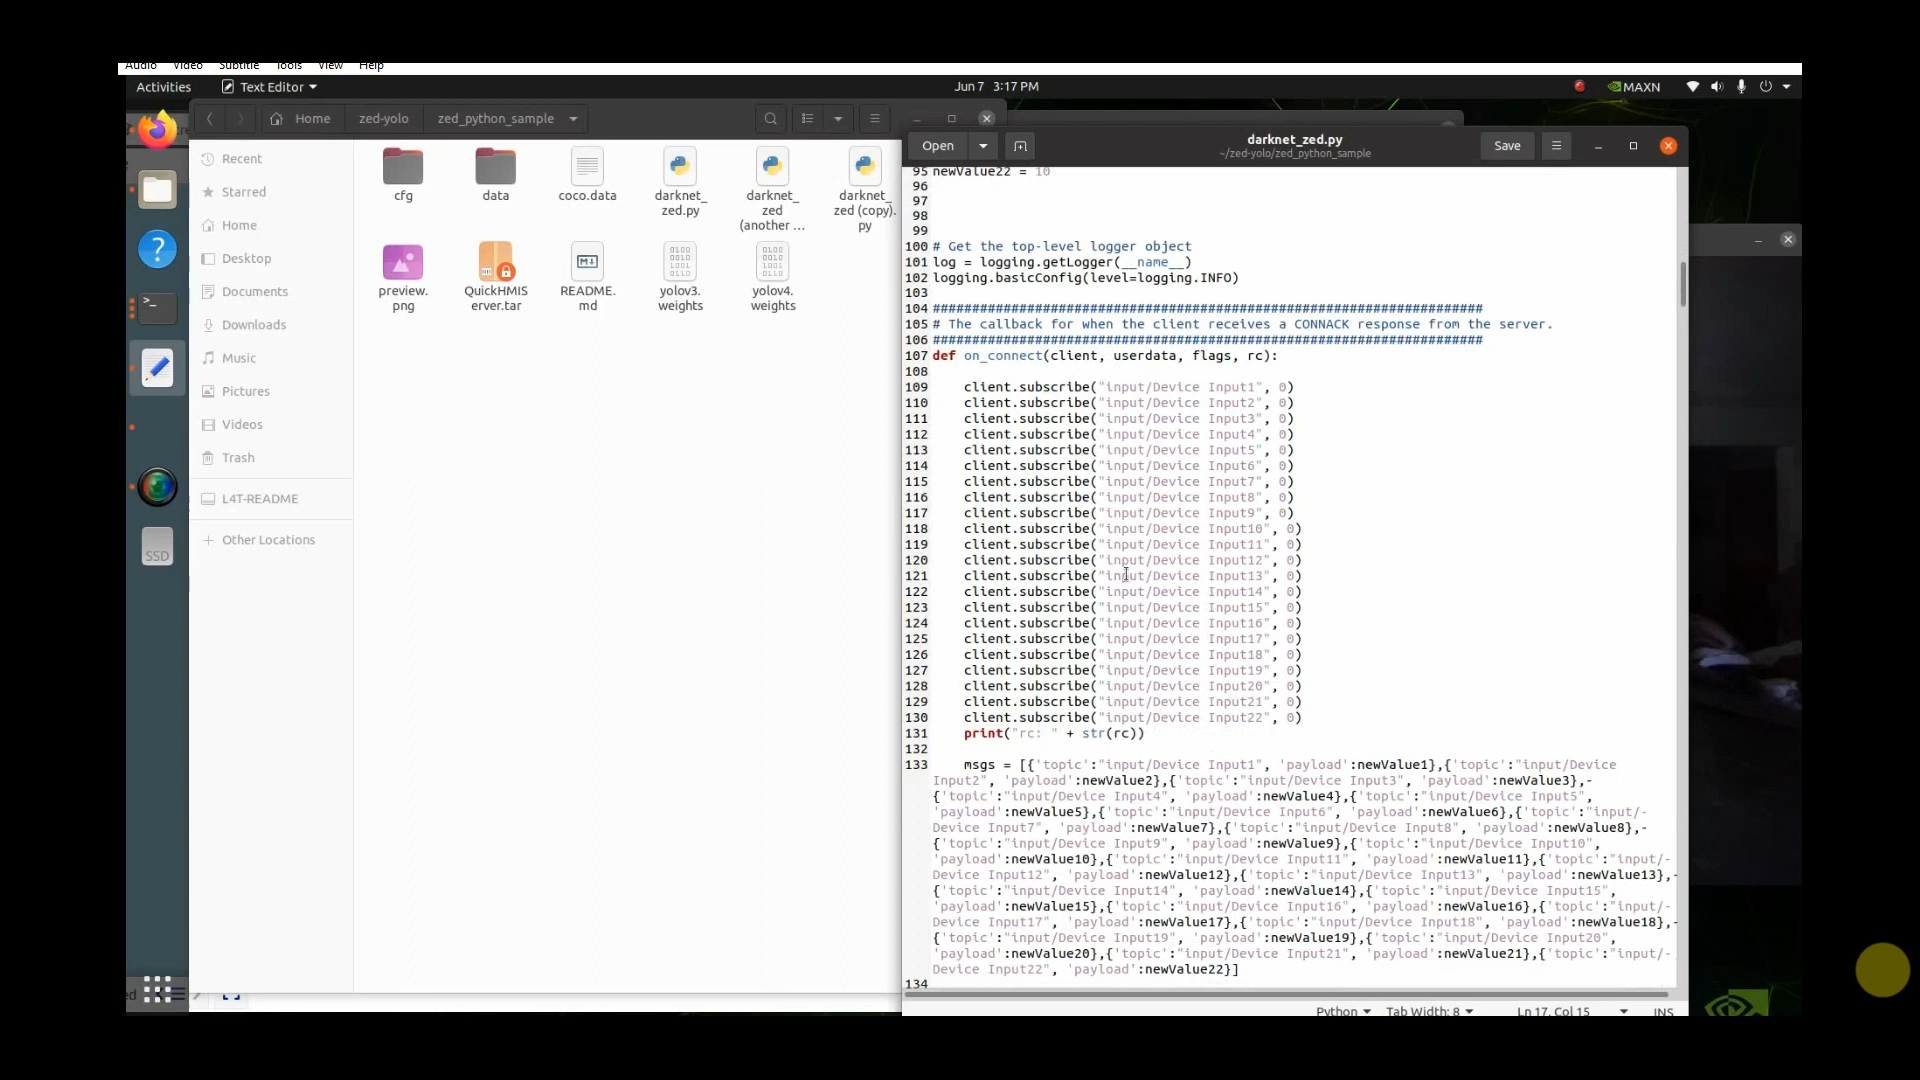 Audio Video Subtitle Tools View Help
Activities Text Editor Jun 7 3:17 PM MAXN
Home zed-yolo zed_python_sample
Recent
Starred
Home
Desktop
Documents
Downloads
Music
Pictures
Videos
Trash
L4T-README
Other Locations
SSD
cfg
data
coco.data
darknet_
zed.py
darknet_
zed
(another ...
darknet_
zed (copy).
py
preview.
png
QuickHMIS
erver.tar
README.
md
yolov3.
weights
yolov4.
weights
Open
darknet_zed.py
~/zed-yolo/zed_python_sample
Save
95 newValue22 = 10
96
97
98
99
100 # Get the top-level logger object
101 log = logging.getLogger(__name__)
102 logging.basicConfig(level=logging.INFO)
103
104 ######################################################################
105 # The callback for when the client receives a CONNACK response from the server.
106 ######################################################################
107 def on_connect(client, userdata, flags, rc):
108
109 client.subscribe("input/Device Input1", 0)
110 client.subscribe("input/Device Input2", 0)
111 client.subscribe("input/Device Input3", 0)
112 client.subscribe("input/Device Input4", 0)
113 client.subscribe("input/Device Input5", 0)
114 client.subscribe("input/Device Input6", 0)
115 client.subscribe("input/Device Input7", 0)
116 client.subscribe("input/Device Input8", 0)
117 client.subscribe("input/Device Input9", 0)
118 client.subscribe("input/Device Input10", 0)
119 client.subscribe("input/Device Input11", 0)
120 client.subscribe("input/Device Input12", 0)
121 client.subscribe("input/Device Input13", 0)
122 client.subscribe("input/Device Input14", 0)
123 client.subscribe("input/Device Input15", 0)
124 client.subscribe("input/Device Input16", 0)
125 client.subscribe("input/Device Input17", 0)
126 client.subscribe("input/Device Input18", 0)
127 client.subscribe("input/Device Input19", 0)
128 client.subscribe("input/Device Input20", 0)
129 client.subscribe("input/Device Input21", 0)
130 client.subscribe("input/Device Input22", 0)
131 print("rc: " + str(rc))
132
133 msgs = [{'topic':"input/Device Input1", 'payload':newValue1},{'topic':"input/Device
Input2", 'payload':newValue2},{'topic':"input/Device Input3", 'payload':newValue3},-
{'topic':"input/Device Input4", 'payload':newValue4},{'topic':"input/Device Input5",
'payload':newValue5},{'topic':"input/Device Input6", 'payload':newValue6},{'topic':"input/-
Device Input7", 'payload':newValue7},{'topic':"input/Device Input8", 'payload':newValue8},-
{'topic':"input/Device Input9", 'payload':newValue9},{'topic':"input/Device Input10",
'payload':newValue10},{'topic':"input/Device Input11", 'payload':newValue11},{'topic':"input/-
Device Input12", 'payload':newValue12},{'topic':"input/Device Input13", 'payload':newValue13},-
{'topic':"input/Device Input14", 'payload':newValue14},{'topic':"input/Device Input15",
'payload':newValue15},{'topic':"input/Device Input16", 'payload':newValue16},{'topic':"input/-
Device Input17", 'payload':newValue17},{'topic':"input/Device Input18", 'payload':newValue18},-
{'topic':"input/Device Input19", 'payload':newValue19},{'topic':"input/Device Input20",
'payload':newValue20},{'topic':"input/Device Input21", 'payload':newValue21},{'topic':"input/-
Device Input22", 'payload':newValue22}]
134
Python Tab Width: 8 Ln 17, Col 15 INS